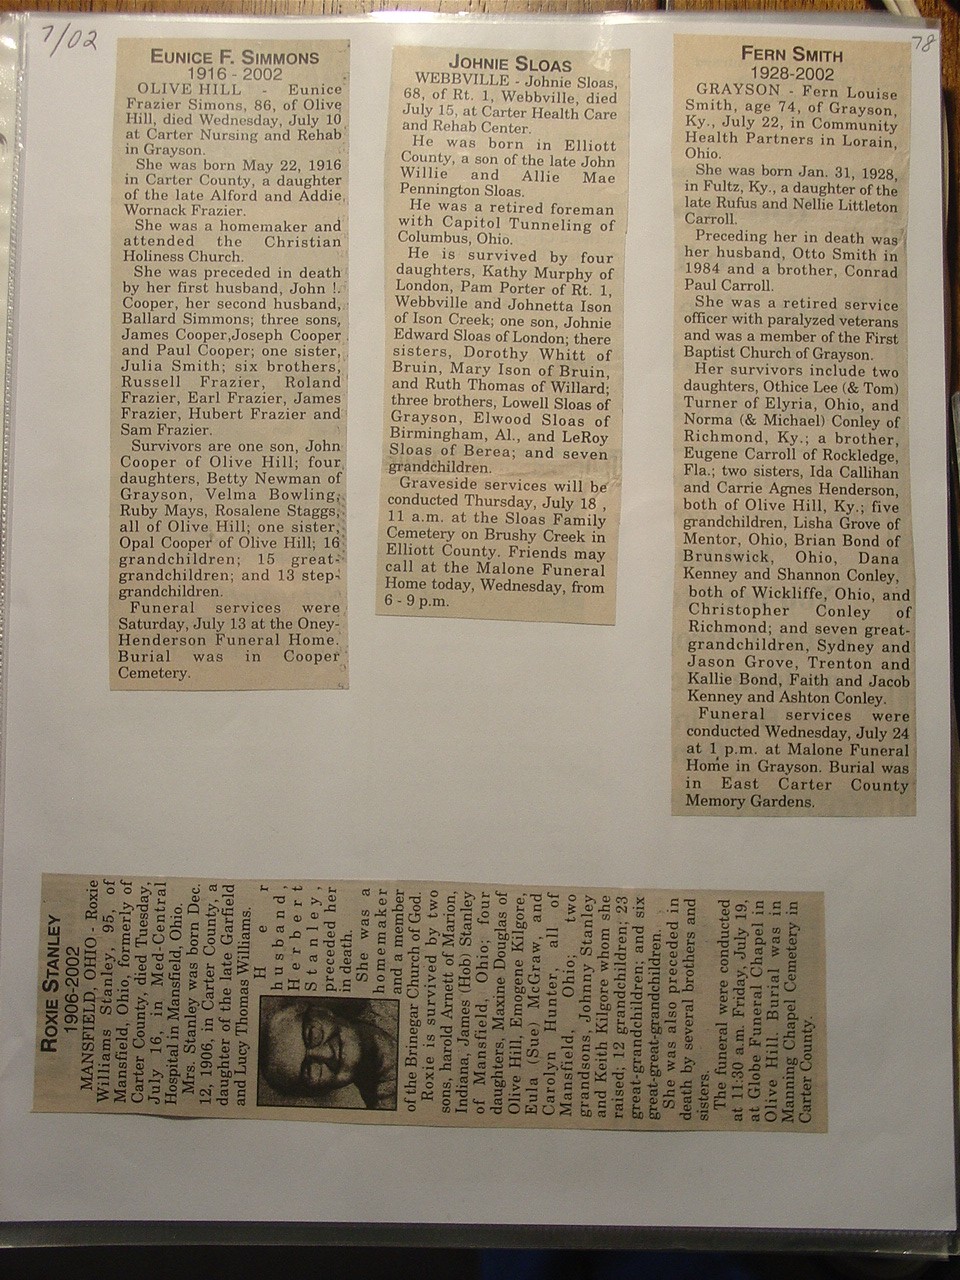 7/02
78
EUNICE F. SIMMONS
1916 - 2002
OLIVE HILL - Eunice
Frazier Simons, 86, of Olive
Hill, died Wednesday, July 10
at Carter Nursing and Rehab
in Grayson.
She was born May 22, 1916
in Carter County, a daughter
of the late Alford and Addie
Wornack Frazier.
She was a homemaker and
attended the Christian
Holiness Church.
She was preceded in death
by her first husband, John !.
Cooper, her second husband,
Ballard Simmons; three sons,
James Cooper,Joseph Cooper
and Paul Cooper; one sister,
Julia Smith; six brothers,
Russell Frazier, Roland
Frazier, Earl Frazier, James
Frazier, Hubert Frazier and
Sam Frazier.
Survivors are one son, John
Cooper of Olive Hill; four
daughters, Betty Newman of
Grayson, Velma Bowling,
Ruby Mays, Rosalene Staggs,
all of Olive Hill; one sister,
Opal Cooper of Olive Hill; 16
grandchildren; 15 great-
grandchildren; and 13 step-
grandchildren.
Funeral services were
Saturday, July 13 at the Oney-
Henderson Funeral Home.
Burial was in Cooper
Cemetery.
JOHNIE SLOAS
WEBBVILLE - Johnie Sloas,
68, of Rt. 1, Webbville, died
July 15, at Carter Health Care
and Rehab Center.
He was born in Elliott
County, a son of the late John
Willie and Allie Mae
Pennington Sloas.
He was a retired foreman
with Capitol Tunneling of
Columbus, Ohio.
He is survived by four
daughters, Kathy Murphy of
London, Pam Porter of Rt. 1,
Webbville and Johnetta Ison
of Ison Creek; one son, Johnie
Edward Sloas of London; there
sisters, Dorothy Whitt of
Bruin, Mary Ison of Bruin,
and Ruth Thomas of Willard;
three brothers, Lowell Sloas of
Grayson, Elwood Sloas of
Birmingham, Al., and LeRoy
Sloas of Berea; and seven
grandchildren.
Graveside services will be
conducted Thursday, July 18 ,
11 a.m. at the Sloas Family
Cemetery on Brushy Creek in
Elliott County. Friends may
call at the Malone Funeral
Home today, Wednesday, from
6 - 9 p.m.
FERN SMITH
1928-2002
GRAYSON - Fern Louise
Smith, age 74, of Grayson,
Ky., July 22, in Community
Health Partners in Lorain,
Ohio.
She was born Jan. 31, 1928,
in Fultz, Ky., a daughter of the
late Rufus and Nellie Littleton
Carroll.
Preceding her in death was
her husband, Otto Smith in
1984 and a brother, Conrad
Paul Carroll.
She was a retired service
officer with paralyzed veterans
and was a member of the First
Baptist Church of Grayson.
Her survivors include two
daughters, Othice Lee (& Tom)
Turner of Elyria, Ohio, and
Norma (& Michael) Conley of
Richmond, Ky.; a brother,
Eugene Carroll of Rockledge,
Fla.; two sisters, Ida Callihan
and Carrie Agnes Henderson,
both of Olive Hill, Ky.; five
grandchildren, Lisha Grove of
Mentor, Ohio, Brian Bond of
Brunswick, Ohio, Dana
Kenney and Shannon Conley,
both of Wickliffe, Ohio, and
Christopher Conley of
Richmond; and seven great-
grandchildren, Sydney and
Jason Grove, Trenton and
Kallie Bond, Faith and Jacob
Kenney and Ashton Conley.
Funeral services were
conducted Wednesday, July 24
at 1 p.m. at Malone Funeral
Home in Grayson. Burial was
in East Carter County
Memory Gardens.
ROXIE STANLEY
1906-2002
MANSFIELD, OHIO - Roxie
Williams Stanley, 95, of
Mansfield, Ohio, formerly of
Carter County, died Tuesday,
July 16, in Med-Central
Hospital in Mansfield, Ohio.
Mrs. Stanley was born Dec.
12, 1906, in Carter County, a
daughter of the late Garfield
and Lucy Thomas Williams.
Her
husband,
Herbert
Stanley,
preceded her
in death.
She was a
homemaker
and a member
of the Brinegar Church of God.
Roxie is survived by two
sons, harold Arnett of Marion,
Indiana, James (Hob) Stanley
of Mansfield, Ohio; four
daughters, Maxine Douglas of
Olive Hill, Emogene Kilgore,
Eula (Sue) McGraw, and
Carolyn Hunter, all of
Mansfield, Ohio; two
grandsons, Johnny Stanley
and Keith Kilgore whom she
raised; 12 grandchildren; 23
great-grandchildren; and six
great-great-grandchildren.
She was also preceded in
death by several brothers and
sisters.
The funeral were conducted
at 11:30 a.m. Friday, July 19,
at Globe Funeral Chapel in
Olive Hill. Burial was in
Manning Chapel Cemetery in
Carter County.